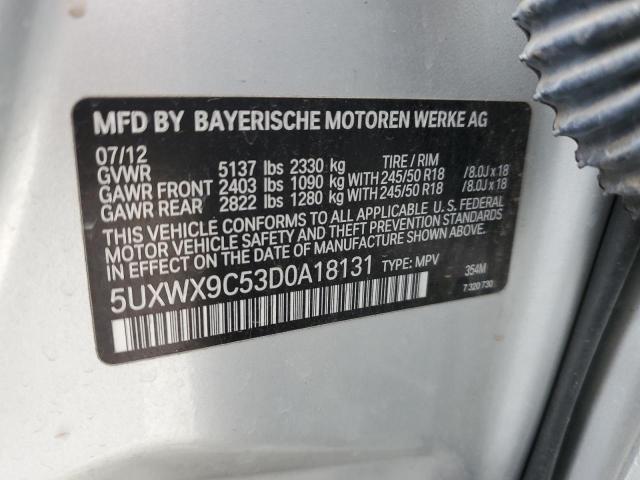 MFD BY BAYERISCHE MOTOREN WERKE AG
07/12
GVWR 5137 lbs 2330 kg TIRE / RIM
GAWR FRONT 2403 lbs 1090 kg WITH 245/50 R18 /8.0J x 18
GAWR REAR 2822 lbs 1280 kg WITH 245/50 R18 /8.0J x 18
THIS VEHICLE CONFORMS TO ALL APPLICABLE U. S. FEDERAL
MOTOR VEHICLE SAFETY AND THEFT PREVENTION STANDARDS
IN EFFECT ON THE DATE OF MANUFACTURE SHOWN ABOVE.
5UXWX9C53D0A18131 TYPE: MPV 354M
7 320 730